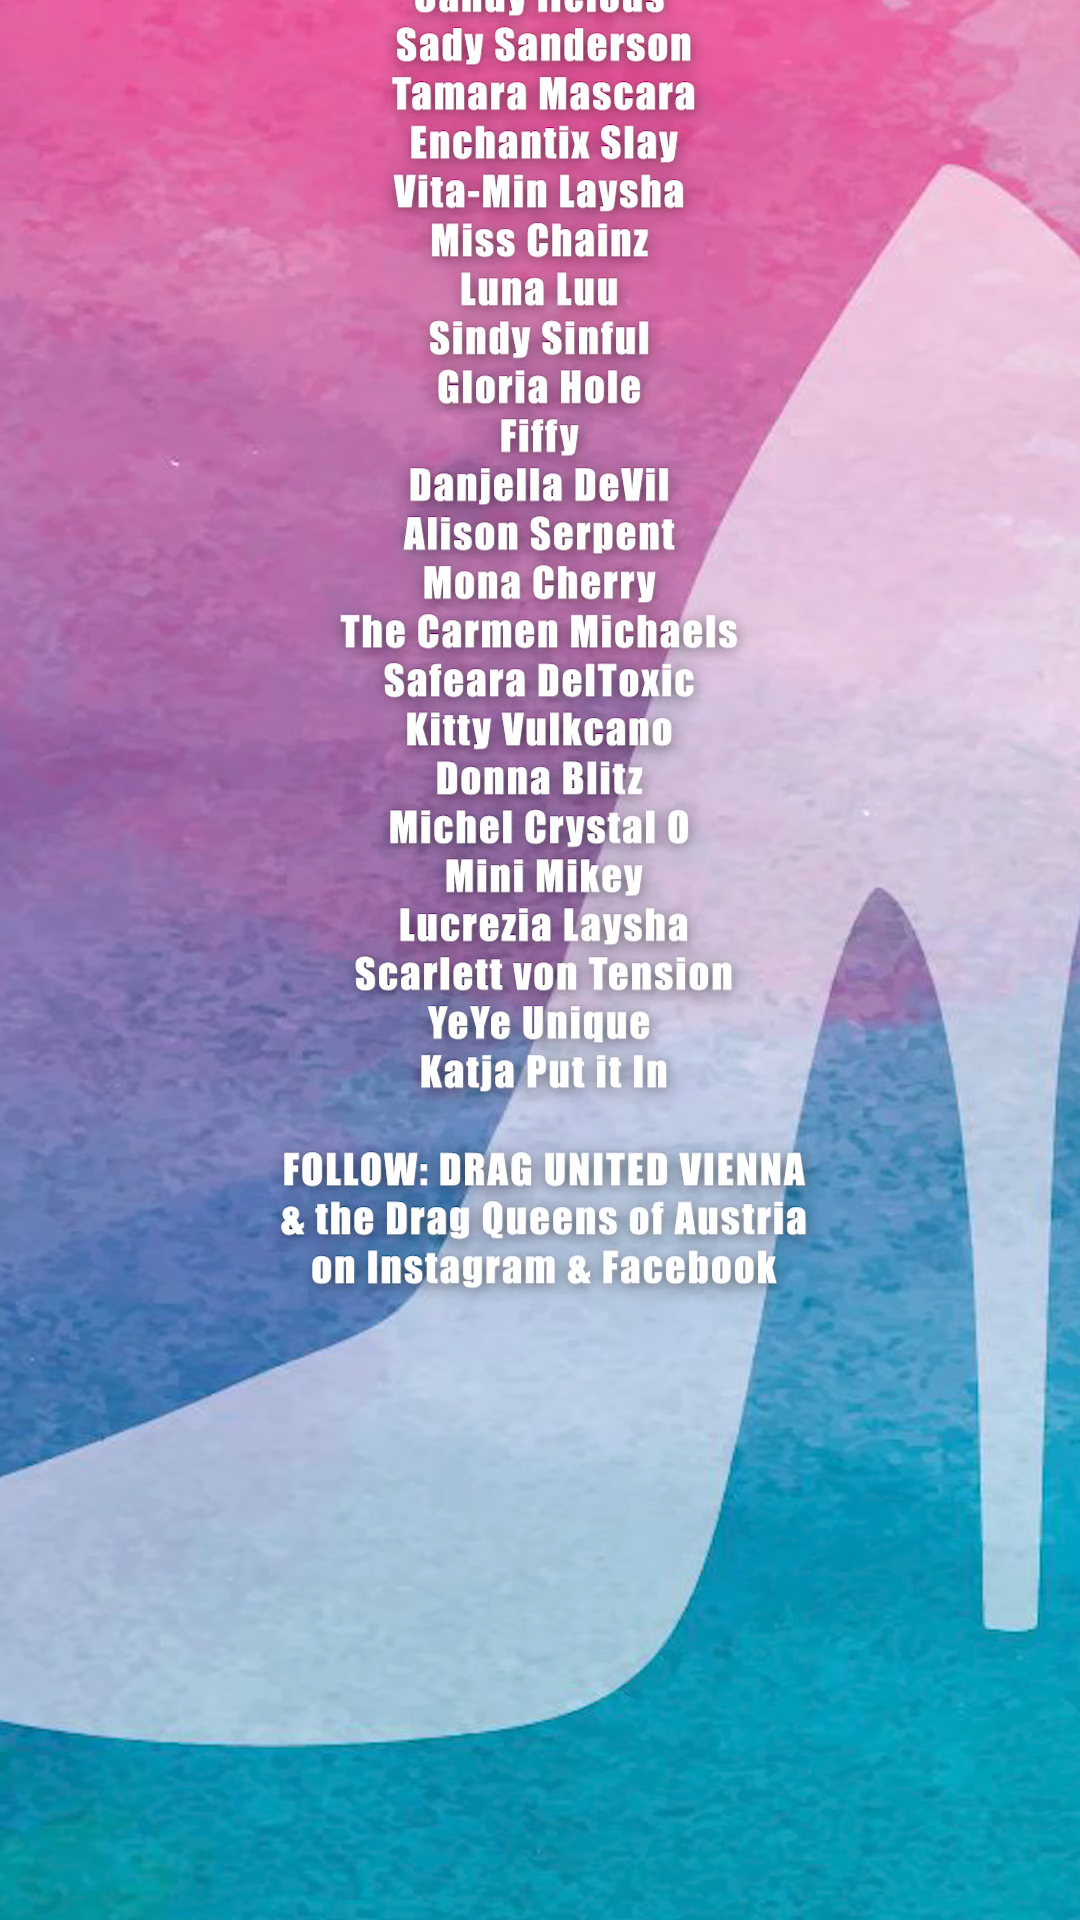 Sady Sanderson
Tamara Mascara
Enchantix Slay
Vita-Min Laysha
Miss Chainz
Luna Luu
Sindy Sinful
Gloria Hole
Fiffy
Danjella DeVil
Alison Serpent
Mona Cherry
The Carmen Michaels
Safeara DelToxic
Kitty Vulkcano
Donna Blitz
Michel Crystal O
Mini Mikey
Lucrezia Laysha
Scarlett von Tension
YeYe Unique
Katja Put it In
FOLLOW: DRAG UNITED VIENNA
& the Drag Queens of Austria
on Instagram & Facebook